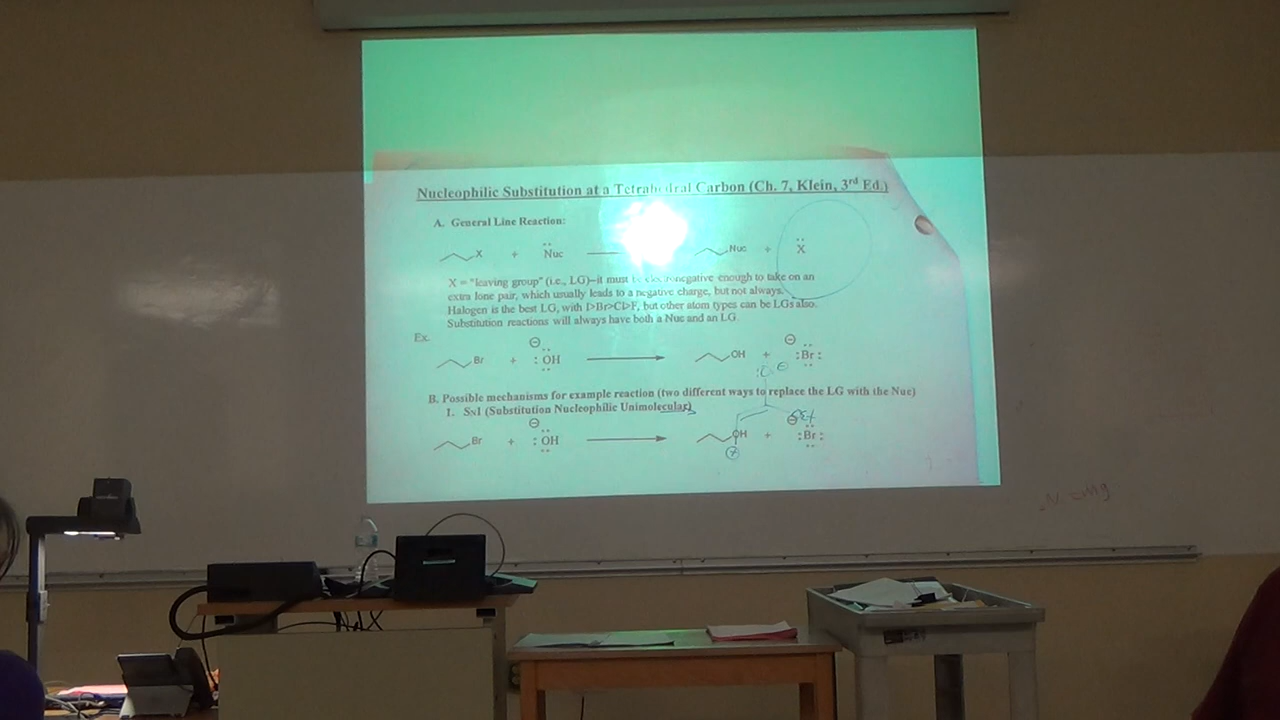 Nucleophilic Substitution at a Tetrahedral Carbon (Ch. 7, Klein, 3rd Ed.)
A. General Line Reaction:
X + Nuc Nuc + X
X = "leaving group" (i.e., LG)–it must be electronegative enough to take on an
extra lone pair, which usually leads to a negative charge, but not always.
Halogen is the best LG, with I>Br>Cl>F, but other atom types can be LGs also.
Substitution reactions will always have both a Nuc and an LG.
Ex.
Br + ⊖ :OH OH + ⊖ :Br:
B. Possible mechanisms for example reaction (two different ways to replace the LG with the Nuc)
1. SN1 (Substitution Nucleophilic Unimolecular)
Br + ⊖ :OH OH + ⊖ :Br:
⊕